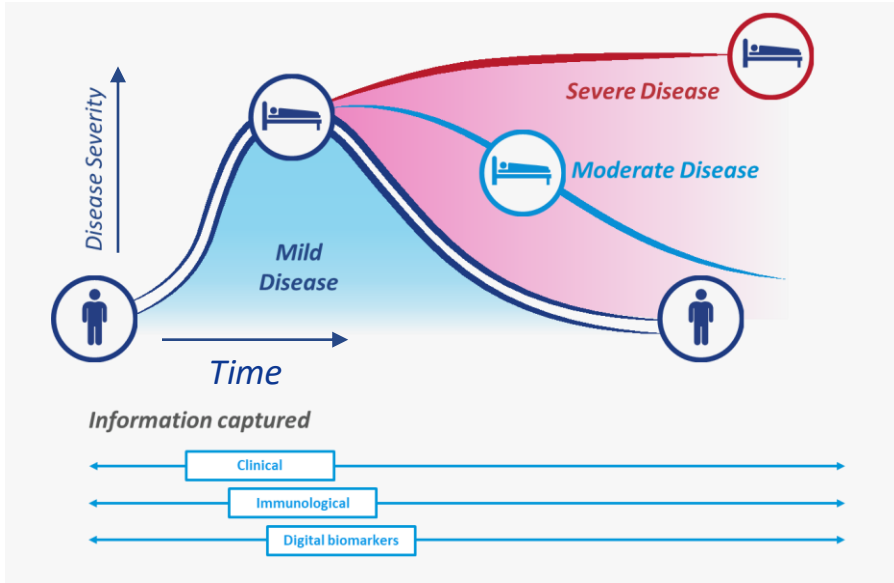 Disease Severity
Severe Disease
Moderate Disease
Mild
Disease
Time
Information captured
Clinical
Immunological
Digital biomarkers